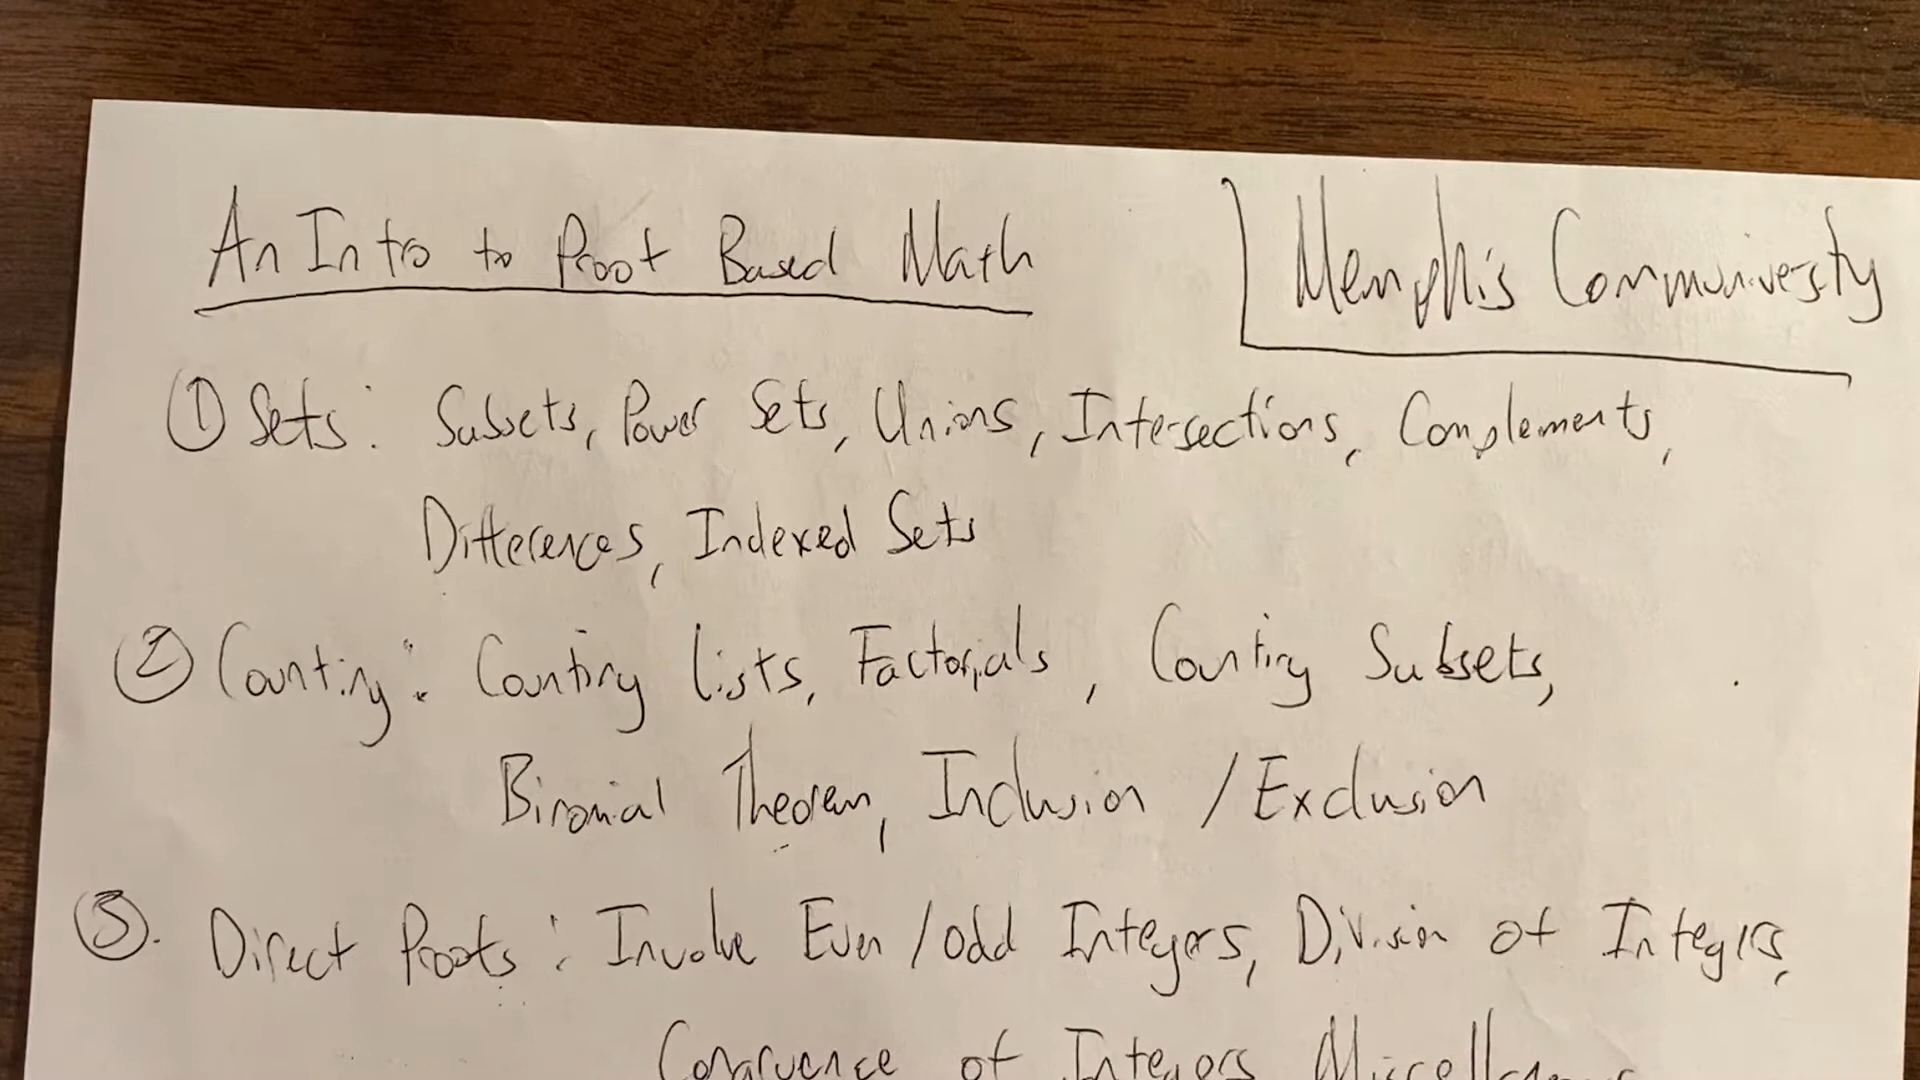 An Intro to Proof Based Math
Memphis Communiversity
① Sets: Subsets, Power Sets, Unions, Intersections, Complements,
Differences, Indexed Sets
② Counting: Counting Lists, Factorials, Counting Subsets,
Binomial Theorem, Inclusion / Exclusion
③. Direct Proofs: Involve Even/odd Integers, Division of Integers,
Congruence of Integers